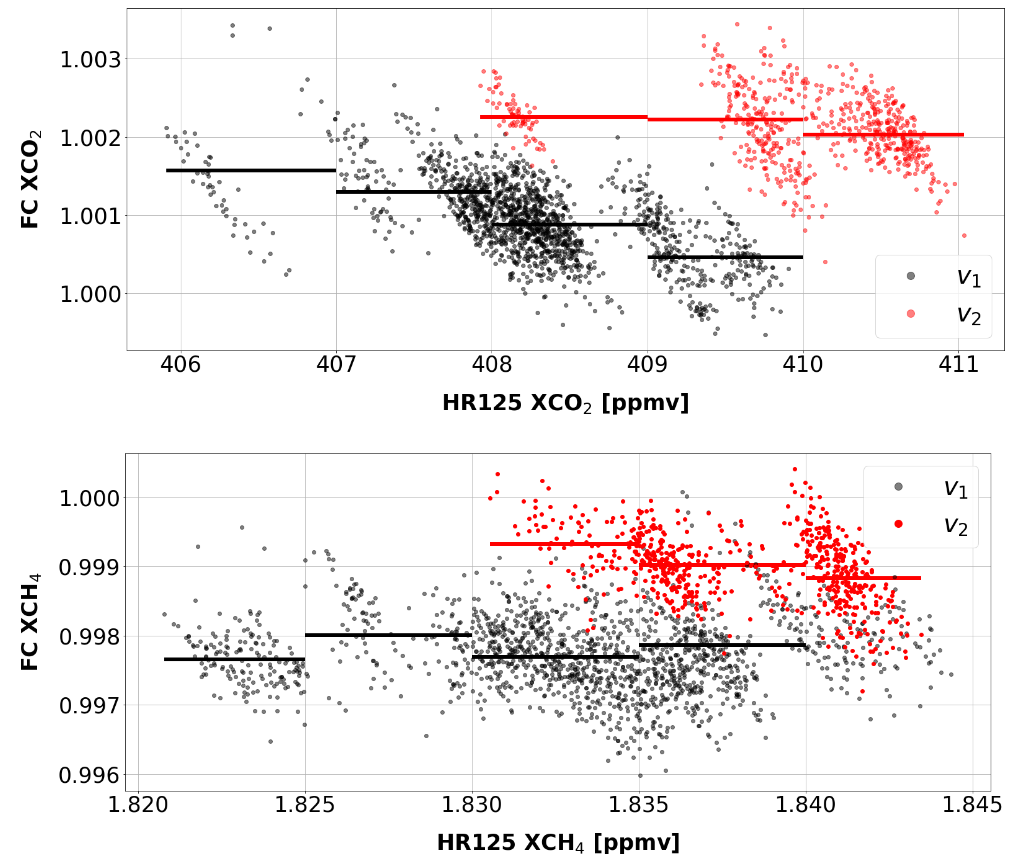 FC XCO₂
1.003
1.002
1.001
1.000
v₁
v₂
406 407 408 409 410 411
HR125 XCO₂ [ppmv]
FC XCH₄
1.000
0.999
0.998
0.997
0.996
v₁
v₂
1.820 1.825 1.830 1.835 1.840 1.845
HR125 XCH₄ [ppmv]